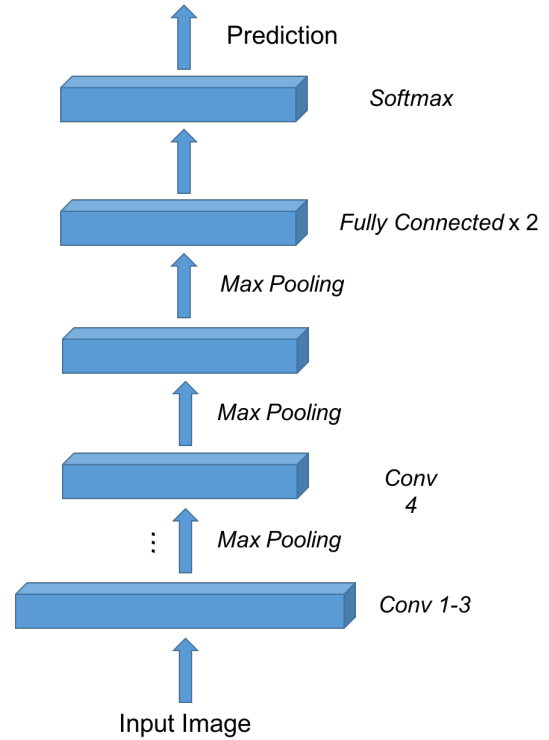 Prediction
Softmax
Fully Connected x 2
Max Pooling
Max Pooling
Conv
4
⋮ Max Pooling
Conv 1-3
Input Image